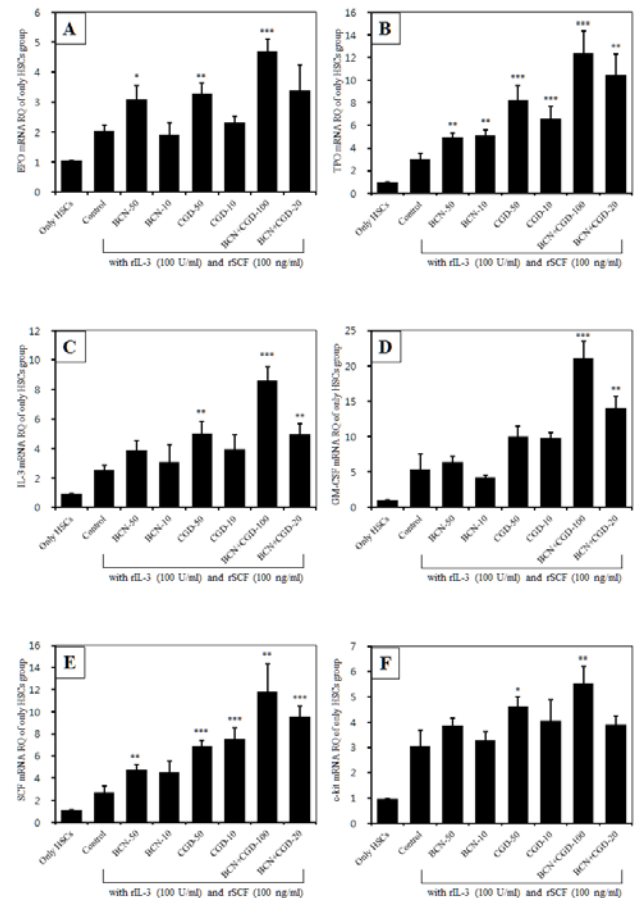 A
EPO mRNA RQ of only HSCs group
6
5
4
3
2
1
0
* ** ***
Only HSCs Control BCN-50 BCN-10 CGD-50 CGD-10 BCN+CGD-100 BCN+CGD-20
with rIL-3 (100 U/ml) and rSCF (100 ng/ml)
B
TPO mRNA RQ of only HSCs group
16
14
12
10
8
6
4
2
0
** ** *** *** *** **
Only HSCs Control BCN-50 BCN-10 CGD-50 CGD-10 BCN+CGD-100 BCN+CGD-20
with rIL-3 (100 U/ml) and rSCF (100 ng/ml)
C
IL-3 mRNA RQ of only HSCs group
12
10
8
6
4
2
0
** *** **
Only HSCs Control BCN-50 BCN-10 CGD-50 CGD-10 BCN+CGD-100 BCN+CGD-20
with rIL-3 (100 U/ml) and rSCF (100 ng/ml)
D
GM-CSF mRNA RQ of only HSCs group
25
20
15
10
5
0
*** **
Only HSCs Control BCN-50 BCN-10 CGD-50 CGD-10 BCN+CGD-100 BCN+CGD-20
with rIL-3 (100 U/ml) and rSCF (100 ng/ml)
E
SCF mRNA RQ of only HSCs group
16
14
12
10
8
6
4
2
0
** *** *** ** ***
Only HSCs Control BCN-50 BCN-10 CGD-50 CGD-10 BCN+CGD-100 BCN+CGD-20
with rIL-3 (100 U/ml) and rSCF (100 ng/ml)
F
c-kit mRNA RQ of only HSCs group
7
6
5
4
3
2
1
0
* **
Only HSCs Control BCN-50 BCN-10 CGD-50 CGD-10 BCN+CGD-100 BCN+CGD-20
with rIL-3 (100 U/ml) and rSCF (100 ng/ml)